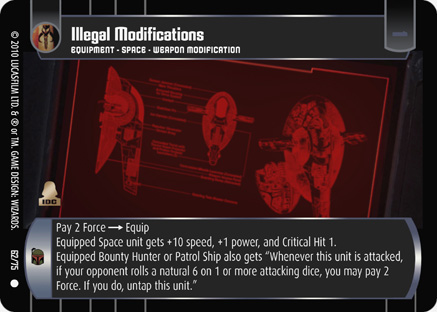 Illegal Modifications
EQUIPMENT • SPACE • WEAPON MODIFICATION
IDC
Pay 2 Force → Equip
Equipped Space unit gets +10 speed, +1 power, and Critical Hit 1.
Equipped Bounty Hunter or Patrol Ship also gets “Whenever this unit is attacked,
if your opponent rolls a natural 6 on 1 or more attacking dice, you may pay 2
Force. If you do, untap this unit.”
© 2010 LUCASFILM LTD. & ® or TM. GAME DESIGN: WIZARDS.